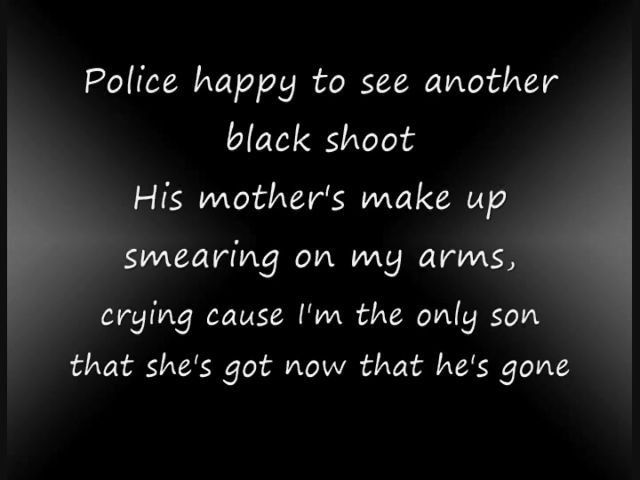 Police happy to see another
black shoot
His mother's make up
smearing on my arms,
crying cause I'm the only son
that she's got now that he's gone